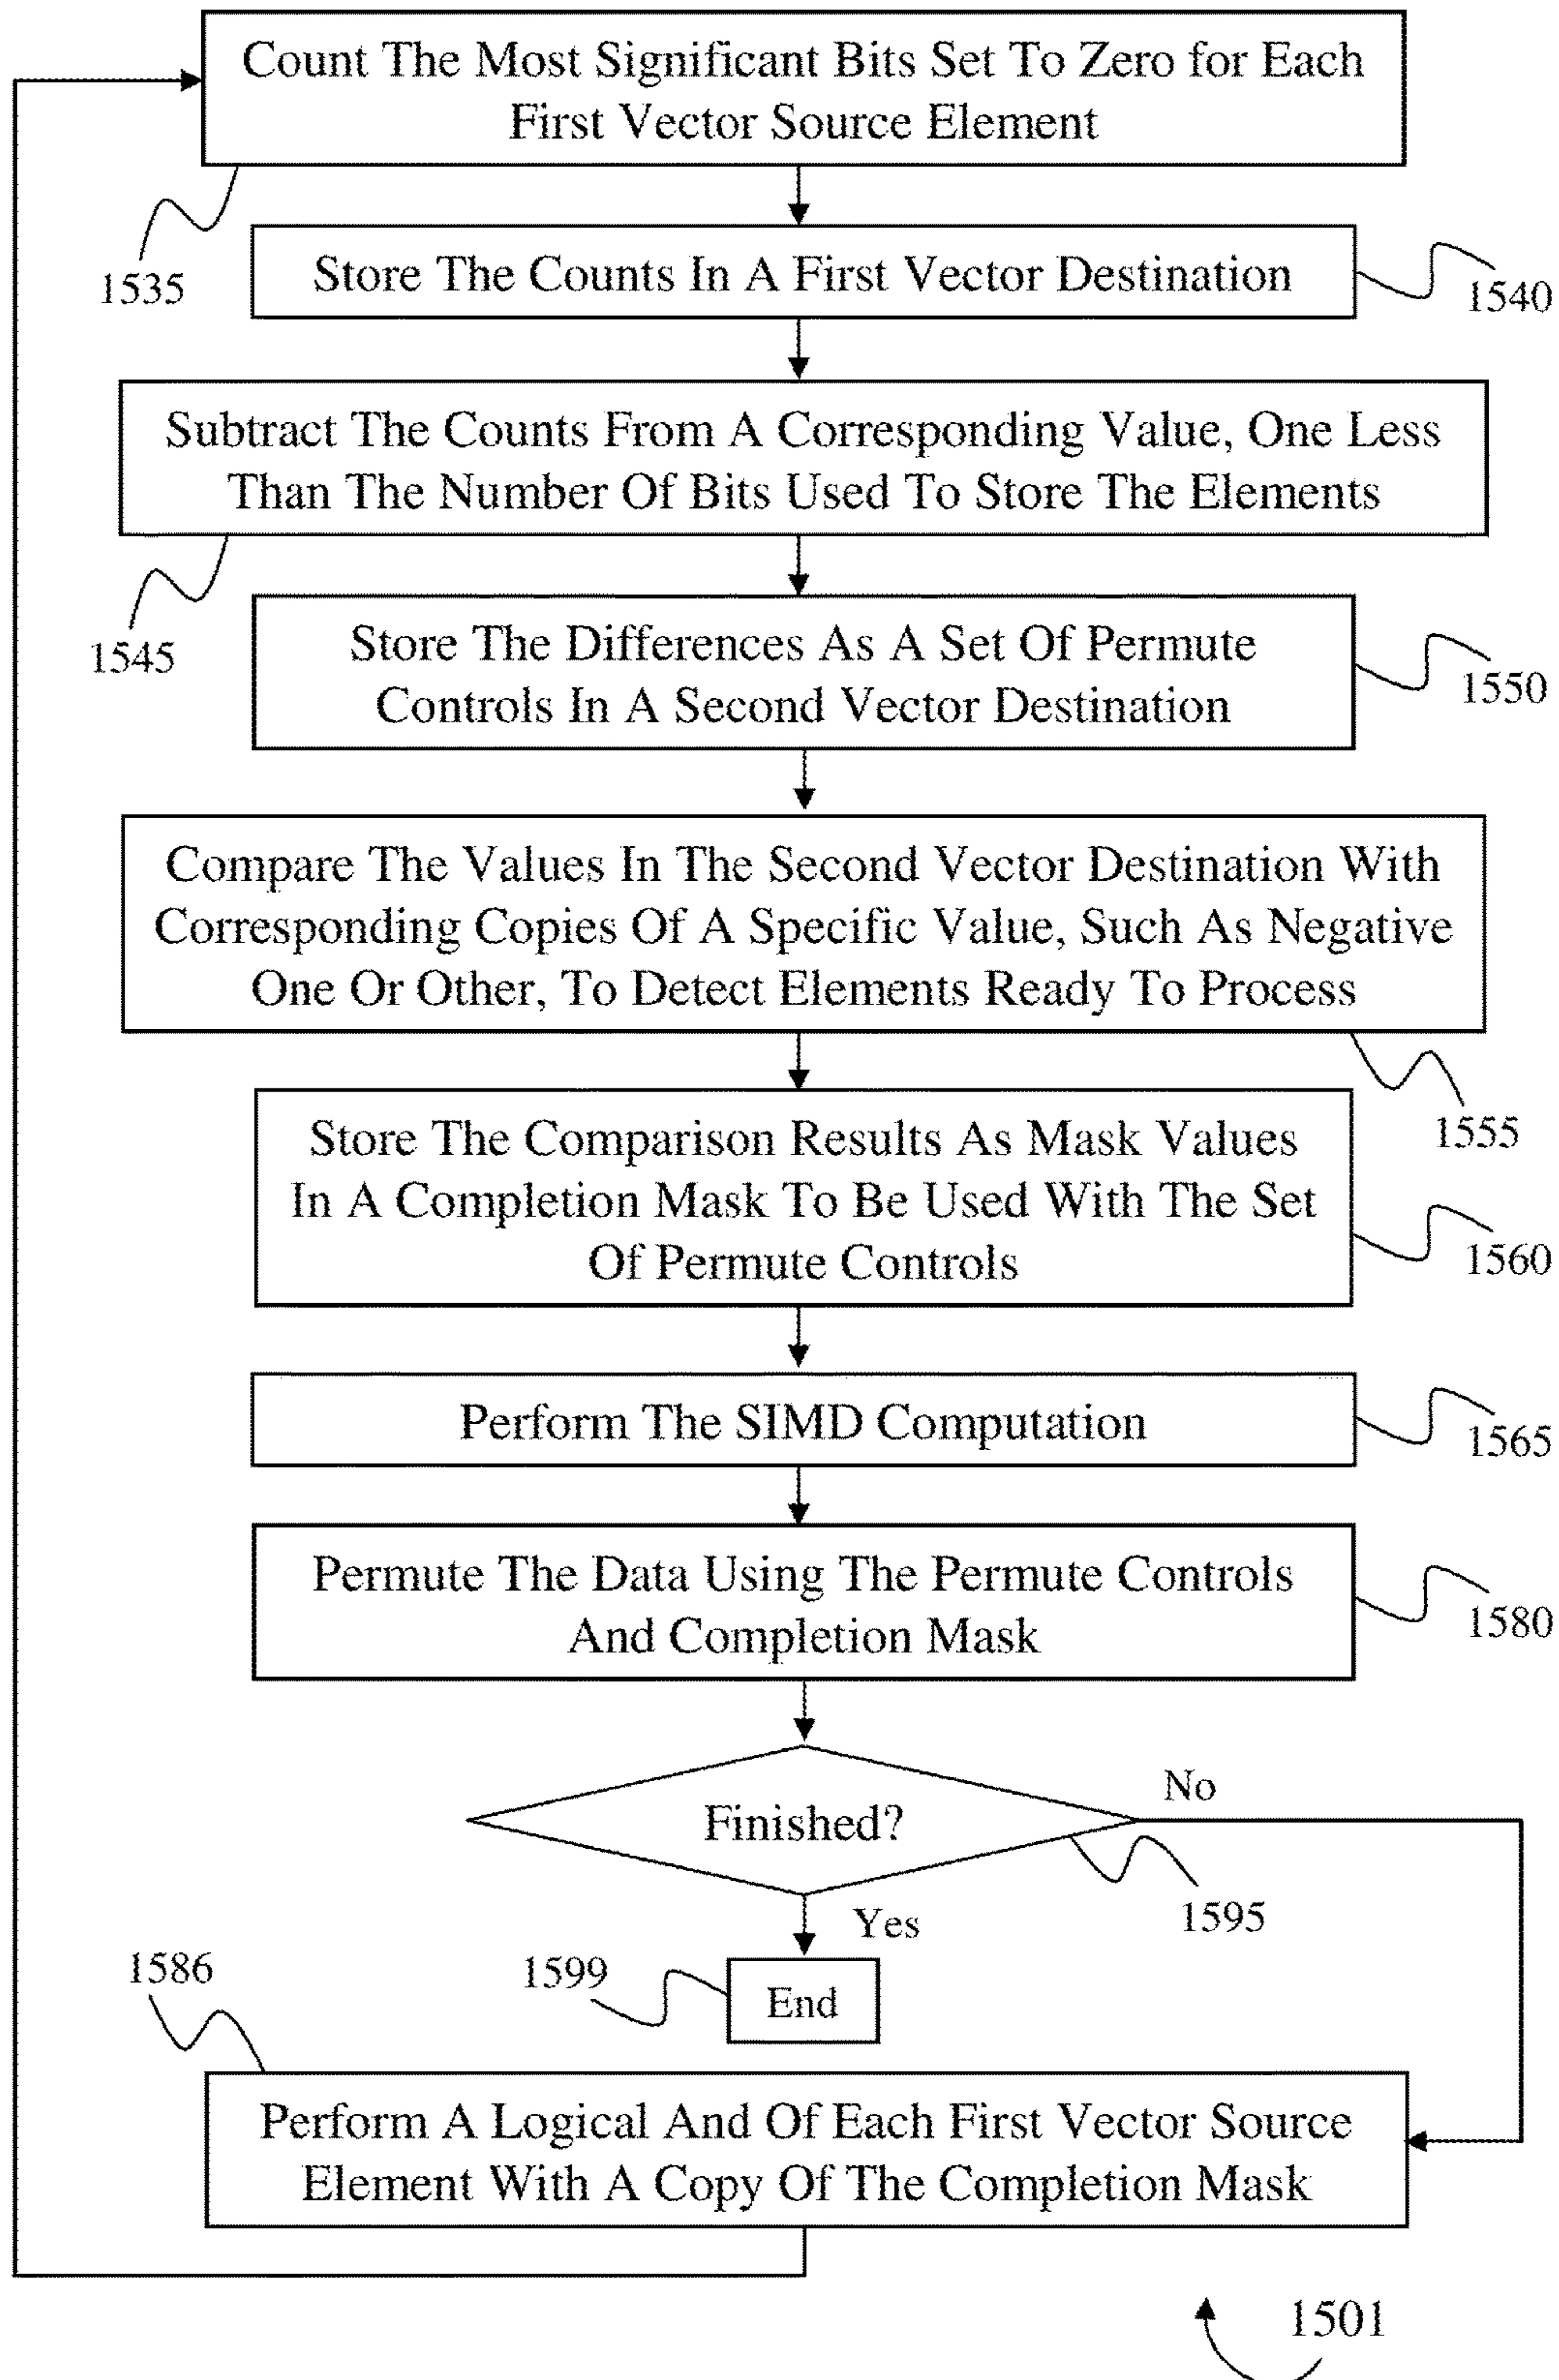 Count The Most Significant Bits Set To Zero for Each
First Vector Source Element
1535
Store The Counts In A First Vector Destination
1540
Subtract The Counts From A Corresponding Value, One Less
Than The Number Of Bits Used To Store The Elements
1545
Store The Differences As A Set Of Permute
Controls In A Second Vector Destination
1550
Compare The Values In The Second Vector Destination With
Corresponding Copies Of A Specific Value, Such As Negative
One Or Other, To Detect Elements Ready To Process
1555
Store The Comparison Results As Mask Values
In A Completion Mask To Be Used With The Set
Of Permute Controls
1560
Perform The SIMD Computation
1565
Permute The Data Using The Permute Controls
And Completion Mask
1580
No
Finished?
1595
Yes
1586
1599
End
Perform A Logical And Of Each First Vector Source
Element With A Copy Of The Completion Mask
1501